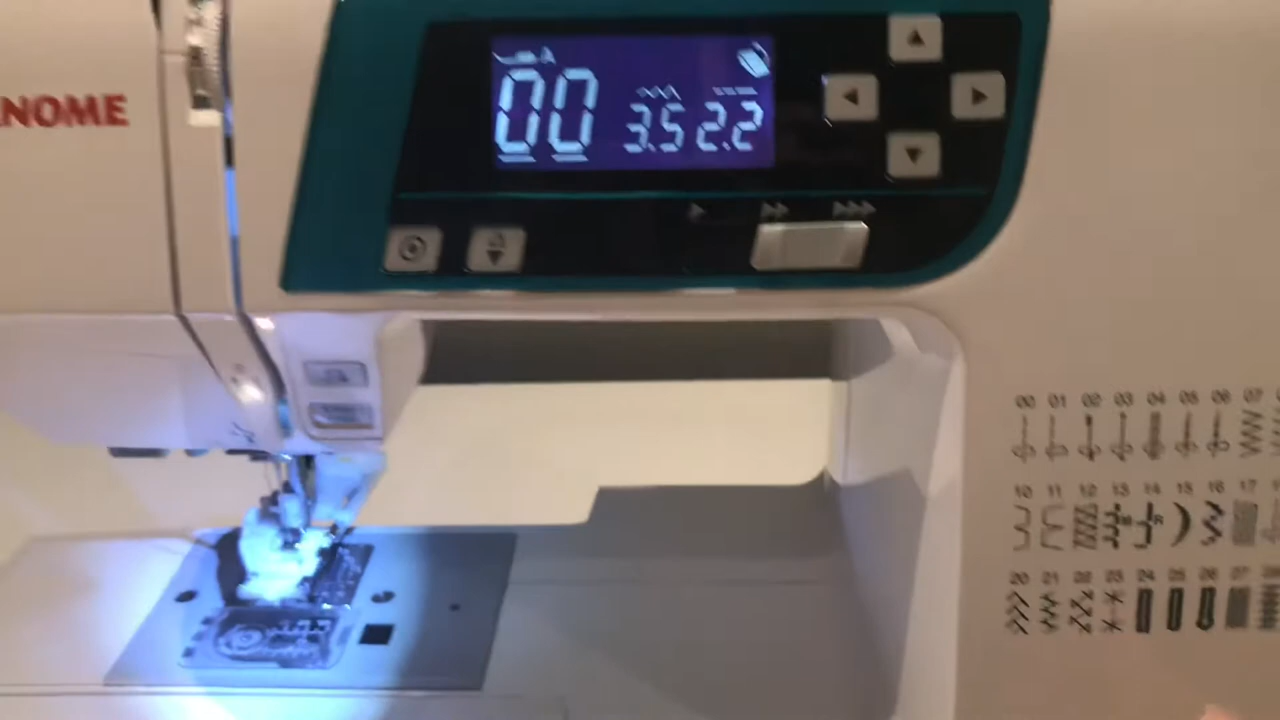 NOME
A
00 3.5 2.2
00 01 02 03 04 05 06 07
10 11 12 13 14 15 16 17
20 21 22 23 24 25 26 27